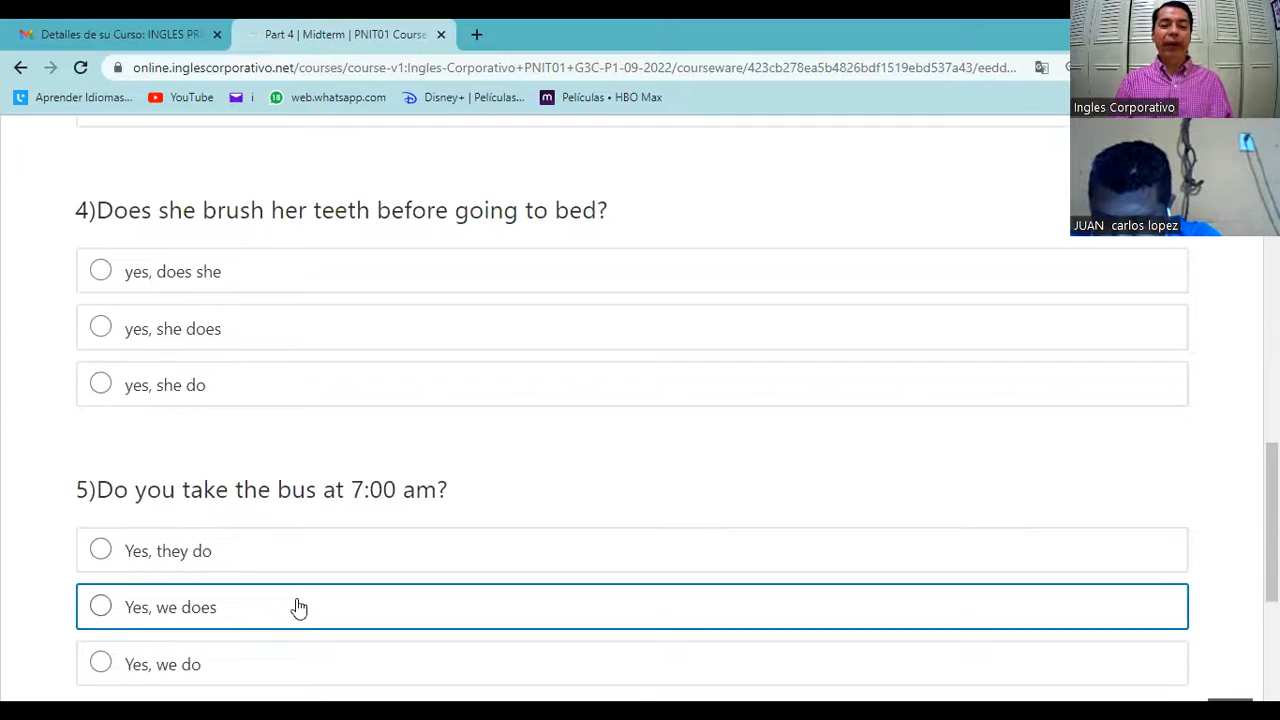 Detalles de su Curso: INGLES PR
Part 4 | Midterm | PNIT01 Course
online.inglescorporativo.net/courses/course-v1:Ingles-Corporativo+PNIT01+G3C-P1-09-2022/courseware/423cb278ea5b4826bdf1519ebd537a43/eedd...
Aprender Idiomas...
YouTube
i
web.whatsapp.com
Disney+ | Películas...
Películas • HBO Max
Ingles Corporativo
JUAN carlos lopez
4)Does she brush her teeth before going to bed?
yes, does she
yes, she does
yes, she do
5)Do you take the bus at 7:00 am?
Yes, they do
Yes, we does
Yes, we do